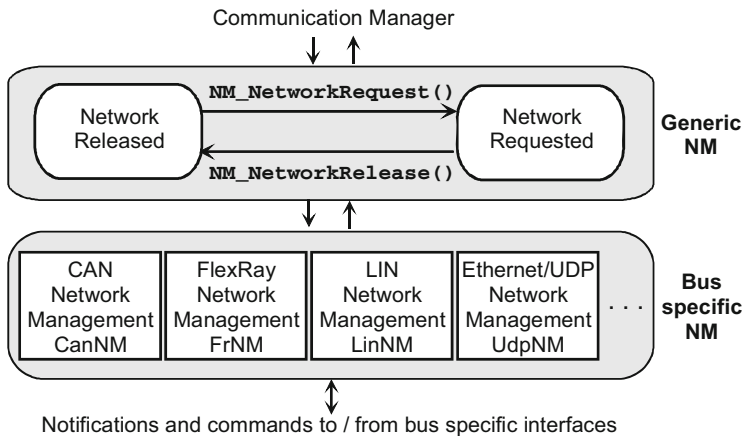 Communication Manager
NM_NetworkRequest()
Network
Released
Network
Requested
Generic
NM
NM_NetworkRelease()
CAN
Network
Management
CanNM
FlexRay
Network
Management
FrNM
LIN
Network
Management
LinNM
Ethernet/UDP
Network
Management
UdpNM
. . .
Bus
specific
NM
Notifications and commands to / from bus specific interfaces